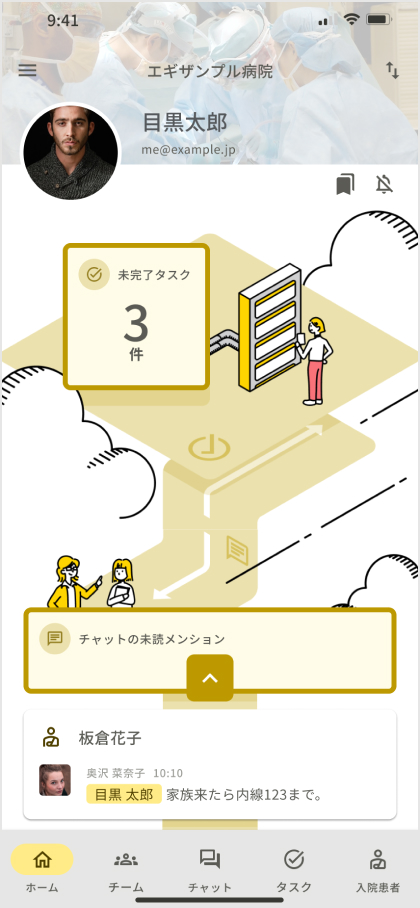 9:41
エギザンプル病院
目黒太郎
me@example.jp
未完了タスク
3
件
チャットの未読メンション
板倉花子
奥沢 菜奈子 10:10
目黒 太郎 家族来たら内線123まで。
ホーム
チーム
チャット
タスク
入院患者